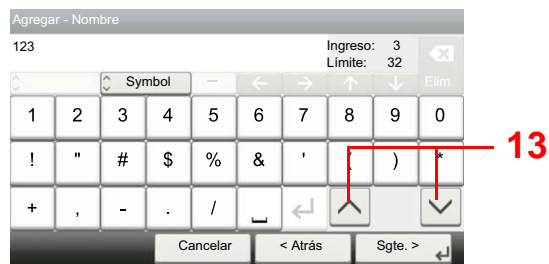 Agregar - Nombre
123
Ingreso: 3
Límite: 32
Symbol
Elim.
1 2 3 4 5 6 7 8 9 0
! " # $ % & ' ( ) *
+ , - . /
13
Cancelar < Atrás Sgte. >